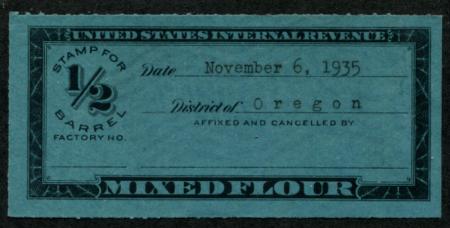 UNITED STATES INTERNAL REVENUE
STAMP FOR
1/2
BARREL
FACTORY NO.
Date November 6, 1935
District of Oregon
AFFIXED AND CANCELLED BY
MIXED FLOUR